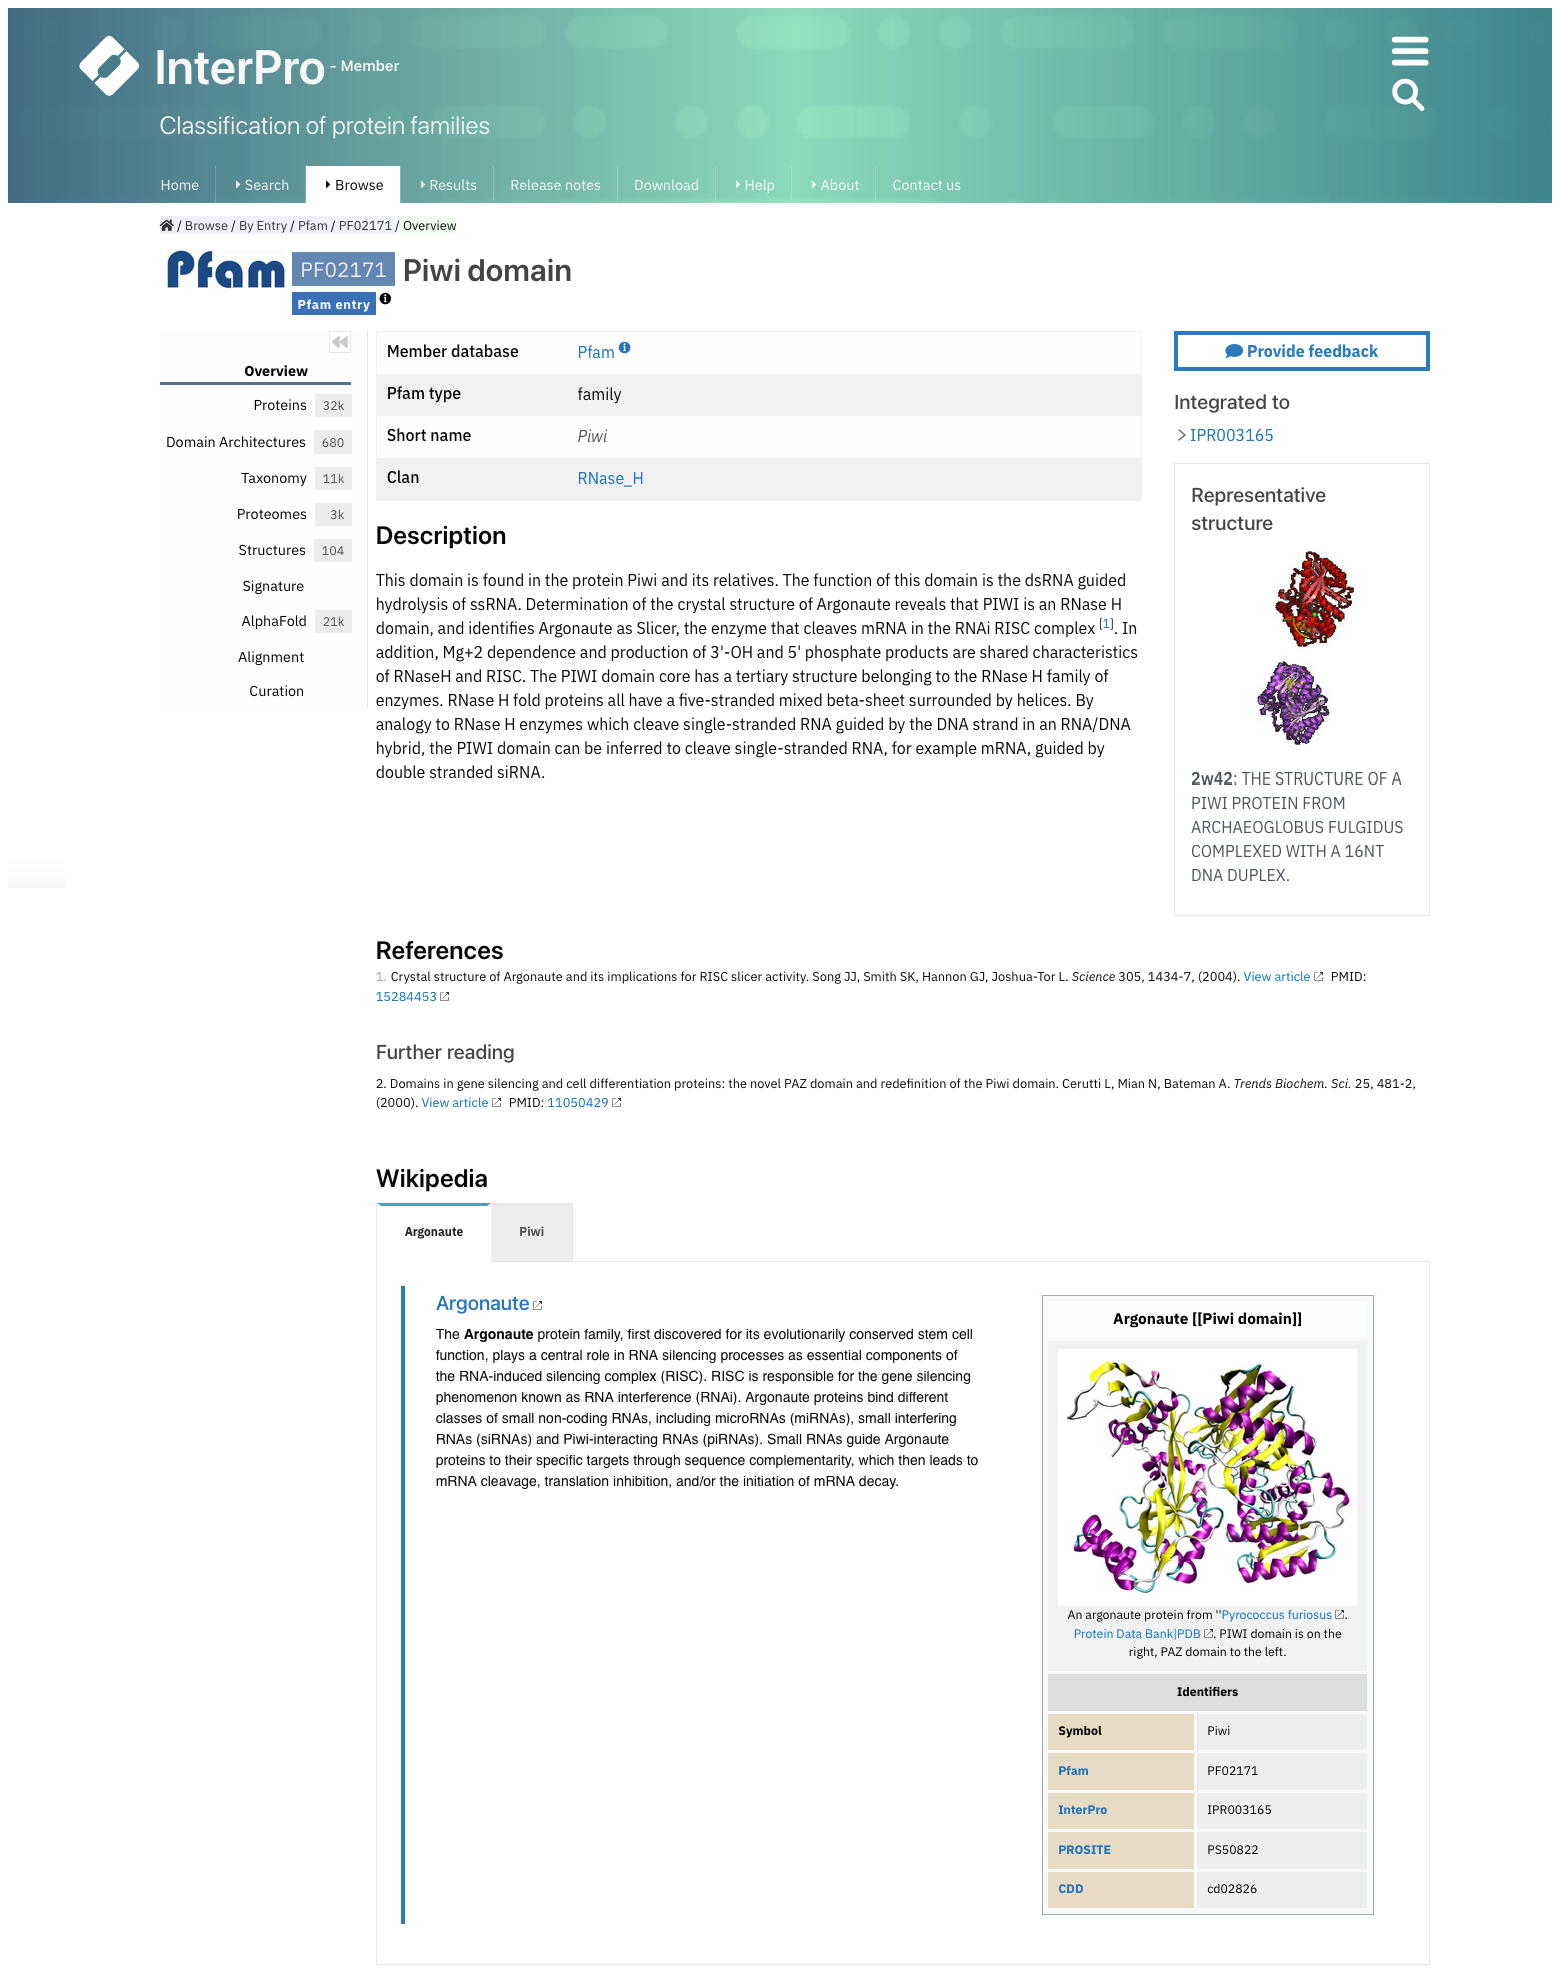 InterPro - Member
Classification of protein families
Home Search Browse Results Release notes Download Help About Contact us
/ Browse / By Entry / Pfam / PF02171 / Overview
Pfam PF02171 Piwi domain
Pfam entry
Overview
Proteins 32k
Domain Architectures 680
Taxonomy 11k
Proteomes 3k
Structures 104
Signature
AlphaFold 21k
Alignment
Curation
Member database Pfam
Pfam type family
Short name Piwi
Clan RNase_H
Description
This domain is found in the protein Piwi and its relatives. The function of this domain is the dsRNA guided
hydrolysis of ssRNA. Determination of the crystal structure of Argonaute reveals that PIWI is an RNase H
domain, and identifies Argonaute as Slicer, the enzyme that cleaves mRNA in the RNAi RISC complex [1]. In
addition, Mg+2 dependence and production of 3'-OH and 5' phosphate products are shared characteristics
of RNaseH and RISC. The PIWI domain core has a tertiary structure belonging to the RNase H family of
enzymes. RNase H fold proteins all have a five-stranded mixed beta-sheet surrounded by helices. By
analogy to RNase H enzymes which cleave single-stranded RNA guided by the DNA strand in an RNA/DNA
hybrid, the PIWI domain can be inferred to cleave single-stranded RNA, for example mRNA, guided by
double stranded siRNA.
Provide feedback
Integrated to
IPR003165
Representative
structure
2w42: THE STRUCTURE OF A
PIWI PROTEIN FROM
ARCHAEOGLOBUS FULGIDUS
COMPLEXED WITH A 16NT
DNA DUPLEX.
References
1. Crystal structure of Argonaute and its implications for RISC slicer activity. Song JJ, Smith SK, Hannon GJ, Joshua-Tor L. Science 305, 1434-7, (2004). View article PMID:
15284453
Further reading
2. Domains in gene silencing and cell differentiation proteins: the novel PAZ domain and redefinition of the Piwi domain. Cerutti L, Mian N, Bateman A. Trends Biochem. Sci. 25, 481-2,
(2000). View article PMID: 11050429
Wikipedia
Argonaute Piwi
Argonaute
The Argonaute protein family, first discovered for its evolutionarily conserved stem cell
function, plays a central role in RNA silencing processes as essential components of
the RNA-induced silencing complex (RISC). RISC is responsible for the gene silencing
phenomenon known as RNA interference (RNAi). Argonaute proteins bind different
classes of small non-coding RNAs, including microRNAs (miRNAs), small interfering
RNAs (siRNAs) and Piwi-interacting RNAs (piRNAs). Small RNAs guide Argonaute
proteins to their specific targets through sequence complementarity, which then leads to
mRNA cleavage, translation inhibition, and/or the initiation of mRNA decay.
Argonaute [[Piwi domain]]
An argonaute protein from ''Pyrococcus furiosus.
Protein Data Bank|PDB. PIWI domain is on the
right, PAZ domain to the left.
Identifiers
Symbol Piwi
Pfam PF02171
InterPro IPR003165
PROSITE PS50822
CDD cd02826